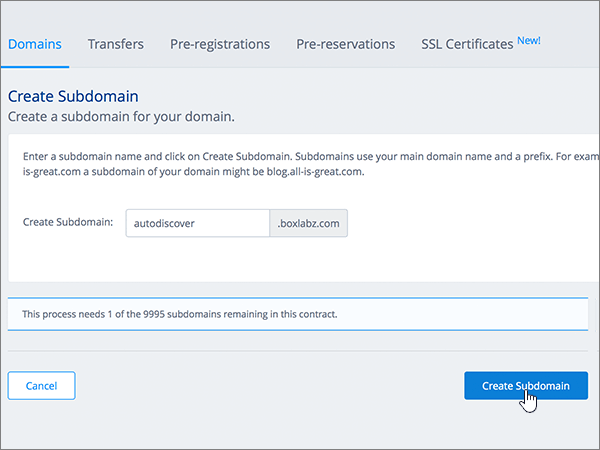 Domains Transfers Pre-registrations Pre-reservations SSL Certificates New!
Create Subdomain
Create a subdomain for your domain.
Enter a subdomain name and click on Create Subdomain. Subdomains use your main domain name and a prefix. For exam
is-great.com a subdomain of your domain might be blog.all-is-great.com.
Create Subdomain: autodiscover .boxlabz.com
This process needs 1 of the 9995 subdomains remaining in this contract.
Cancel Create Subdomain